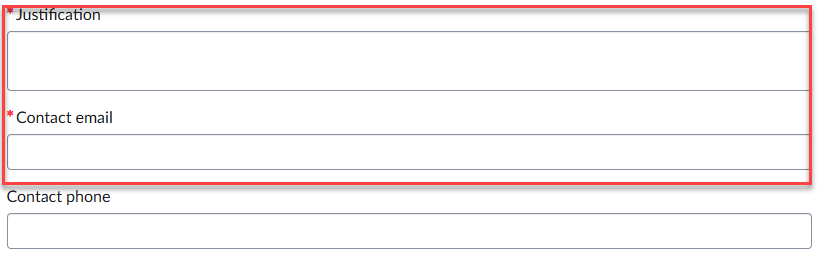 * Justification
* Contact email
Contact phone